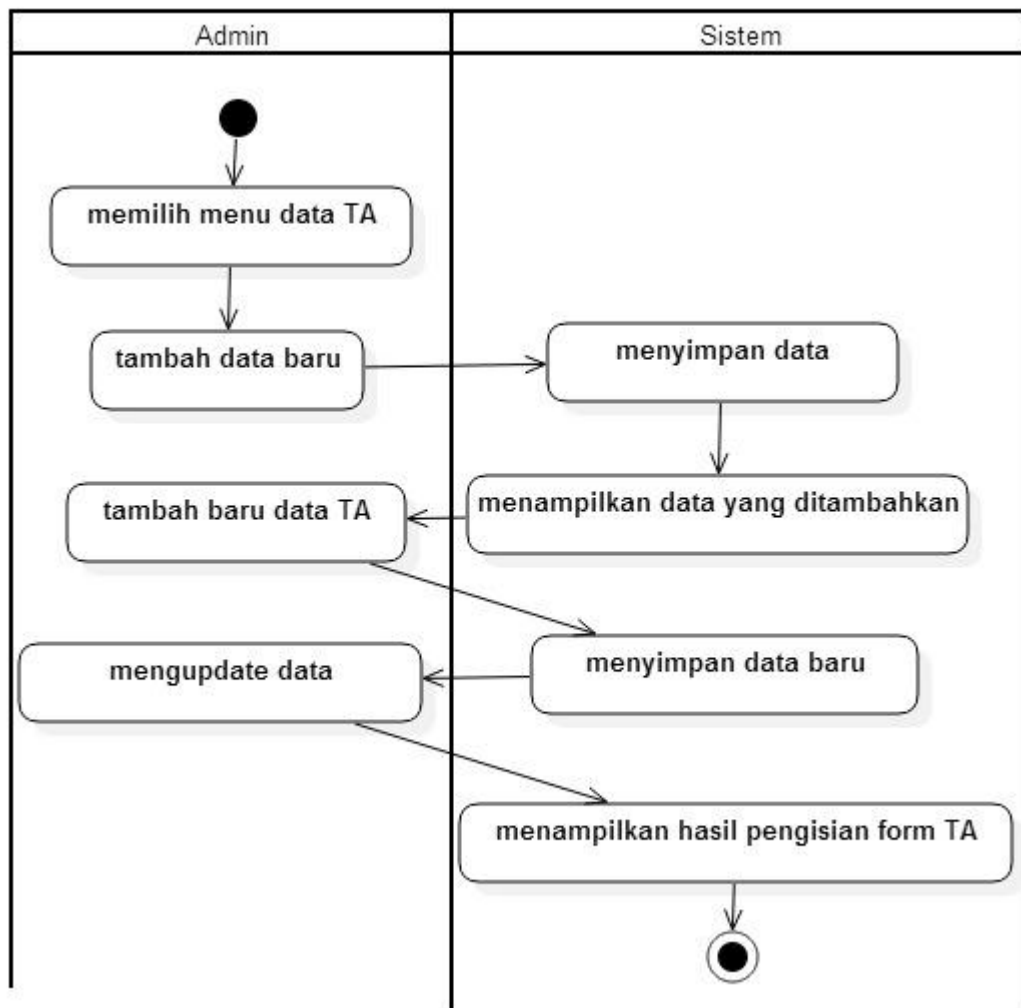 Admin
Sistem
memilih menu data TA
tambah data baru
menyimpan data
menampilkan data yang ditambahkan
tambah baru data TA
menyimpan data baru
mengupdate data
menampilkan hasil pengisian form TA